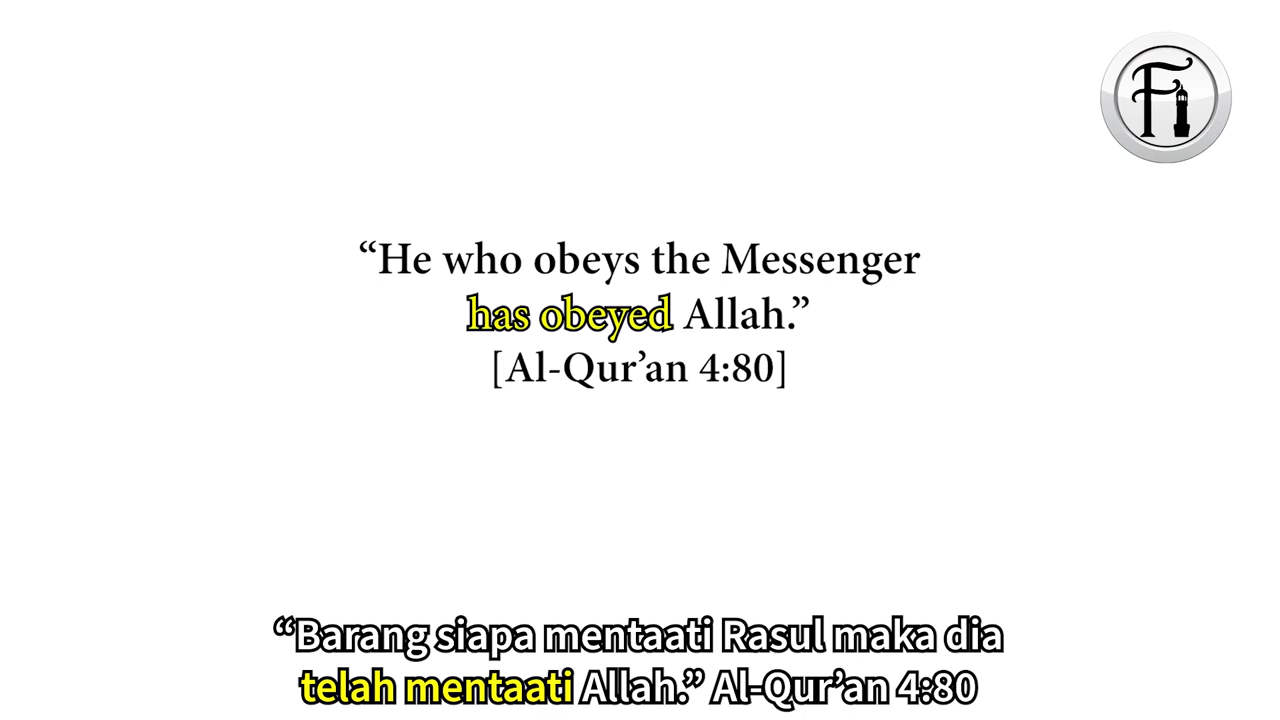 Fi
“He who obeys the Messenger
has obeyed Allah.”
[Al-Qur’an 4:80]
“Barang siapa mentaati Rasul maka dia
telah mentaati Allah.” Al-Qur’an 4:80